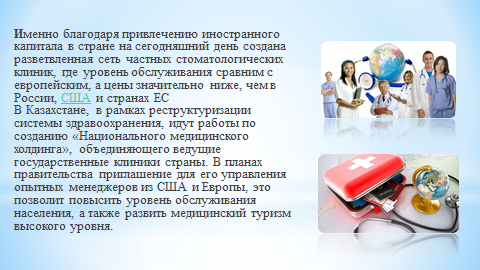 Именно благодаря привлечению иностранного
капитала в стране на сегодняшний день создана
разветвленная сеть частных стоматологических
клиник, где уровень обслуживания сравним с
европейским, а цены значительно ниже, чем в
России, США и странах ЕС
В Казахстане, в рамках реструктуризации
системы здравоохранения, идут работы по
созданию «Национального медицинского
холдинга», объединяющего ведущие
государственные клиники страны. В планах
правительства приглашение для его управления
опытных менеджеров из США и Европы, это
позволит повысить уровень обслуживания
населения, а также развить медицинский туризм
высокого уровня.